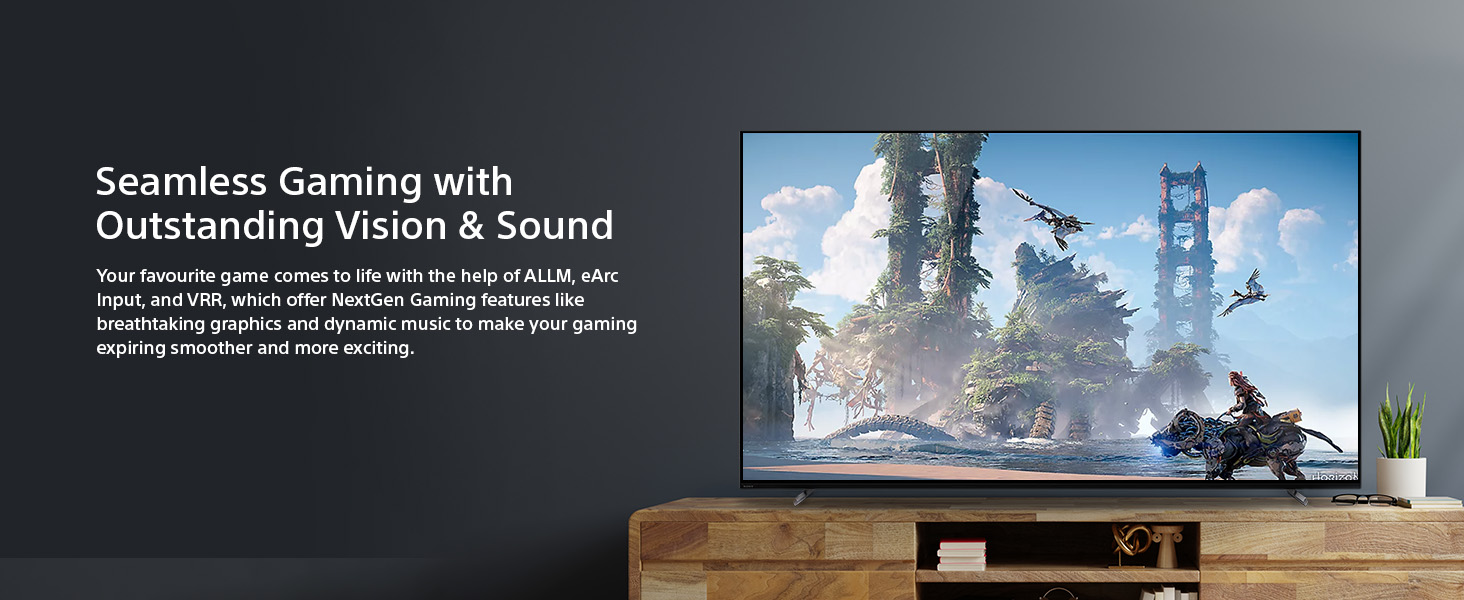 Seamless Gaming with
Outstanding Vision & Sound
Your favourite game comes to life with the help of ALLM, eArc
Input, and VRR, which offer NextGen Gaming features like
breathtaking graphics and dynamic music to make your gaming
expiring smoother and more exciting.
HORIZON